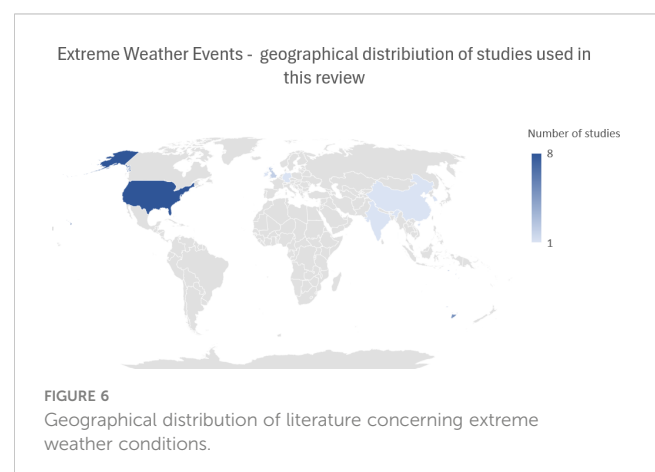 Extreme Weather Events -  geographical distribiution of studies used in
this review
Number of studies
8
1
FIGURE 6
Geographical distribution of literature concerning extreme
weather conditions.